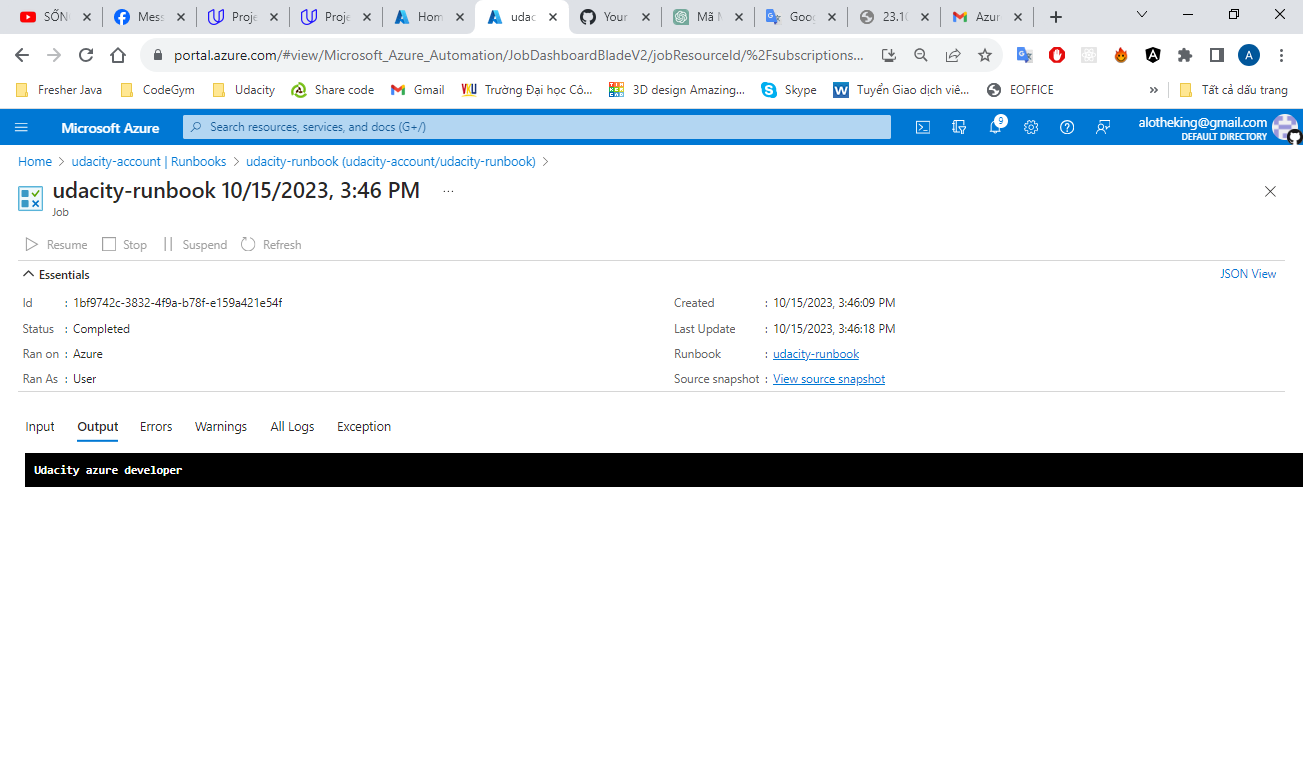 SỐN
Mess
Proje
Proje
Hom
udac
Your
Mã M
Goog
23.10
Azur
portal.azure.com/#view/Microsoft_Azure_Automation/JobDashboardBladeV2/jobResourceId/%2Fsubscriptions...
A
Fresher Java
CodeGym
Udacity
Share code
Gmail
VKU Trường Đại học Cô...
3D design Amazing...
Skype
W Tuyển Giao dịch viê...
EOFFICE
»
Tất cả dấu trang
Microsoft Azure
Search resources, services, and docs (G+/)
9
alotheking@gmail.com
DEFAULT DIRECTORY
Home > udacity-account | Runbooks > udacity-runbook (udacity-account/udacity-runbook) >
udacity-runbook 10/15/2023, 3:46 PM ...
Job
Resume Stop Suspend Refresh
Essentials
JSON View
Id : 1bf9742c-3832-4f9a-b78f-e159a421e54f
Status : Completed
Ran on : Azure
Ran As : User
Created : 10/15/2023, 3:46:09 PM
Last Update : 10/15/2023, 3:46:18 PM
Runbook : udacity-runbook
Source snapshot : View source snapshot
Input Output Errors Warnings All Logs Exception
Udacity azure developer